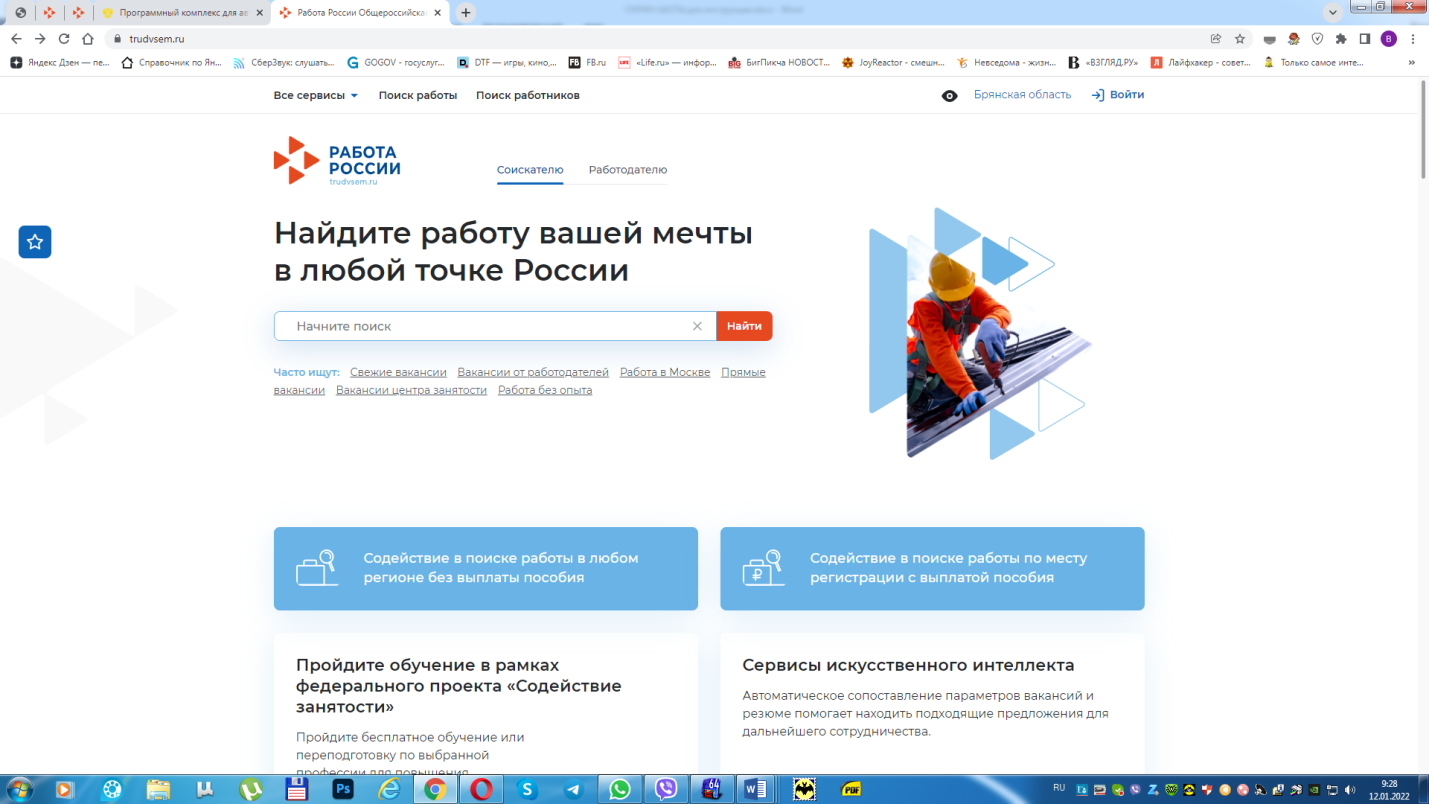 Программный комплекс для ав
Работа России Общероссийска
trudvsem.ru
B
Яндекс Дзен — пе...
Справочник по Ян...
СберЗвук: слушать...
GOGOV - госуслуг...
DTF — игры, кино,...
FB.ru
«Life.ru» — инфор...
БигПикча НОВОСТ...
JoyReactor - смешн...
Невседома - жизн...
«ВЗГЛЯД.РУ»
Лайфхакер - совет...
Только самое инте...
Все сервисы
Поиск работы
Поиск работников
Брянская область
Войти
РАБОТА
РОССИИ
trudvsem.ru
Соискателю
Работодателю
Найдите работу вашей мечты
в любой точке России
Начните поиск
Найти
Часто ищут: Свежие вакансии Вакансии от работодателей Работа в Москве Прямые
вакансии Вакансии центра занятости Работа без опыта
Содействие в поиске работы в любом
регионе без выплаты пособия
Содействие в поиске работы по месту
регистрации с выплатой пособия
Пройдите обучение в рамках
федерального проекта «Содействие
занятости»
Пройдите бесплатное обучение или
переподготовку по выбранной
профессии для повышения
Сервисы искусственного интеллекта
Автоматическое сопоставление параметров вакансий и
резюме помогает находить подходящие предложения для
дальнейшего сотрудничества.
RU
9:28
12.01.2022